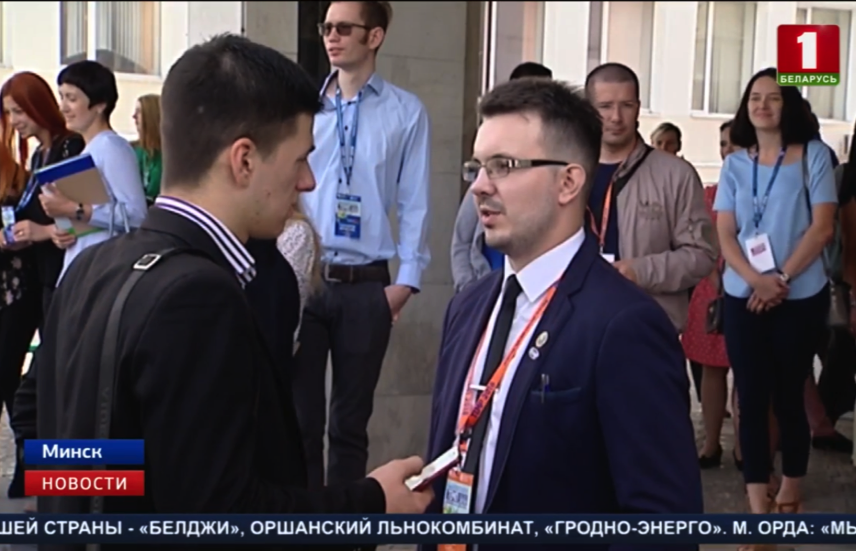 1
БЕЛАРУСЬ
Минск
НОВОСТИ
ШЕЙ СТРАНЫ - «БЕЛДЖИ», ОРШАНСКИЙ ЛЬНОКОМБИНАТ, «ГРОДНО-ЭНЕРГО». М. ОРДА: «МЫ